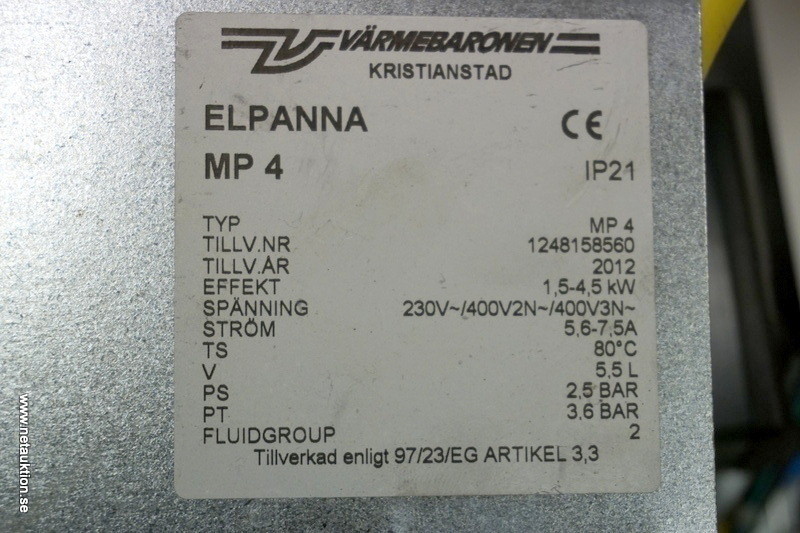 VÄRMEBARONEN
KRISTIANSTAD
ELPANNA CE
MP 4 IP21
TYP MP 4
TILLV.NR 1248158560
TILLV.ÅR 2012
EFFEKT 1,5-4,5 kW
SPÄNNING 230V~/400V2N~/400V3N~
STRÖM 5,6-7,5A
TS 80°C
V 5,5 L
PS 2,5 BAR
PT 3,6 BAR
FLUIDGROUP 2
Tillverkad enligt 97/23/EG ARTIKEL 3,3
www.netauktion.se